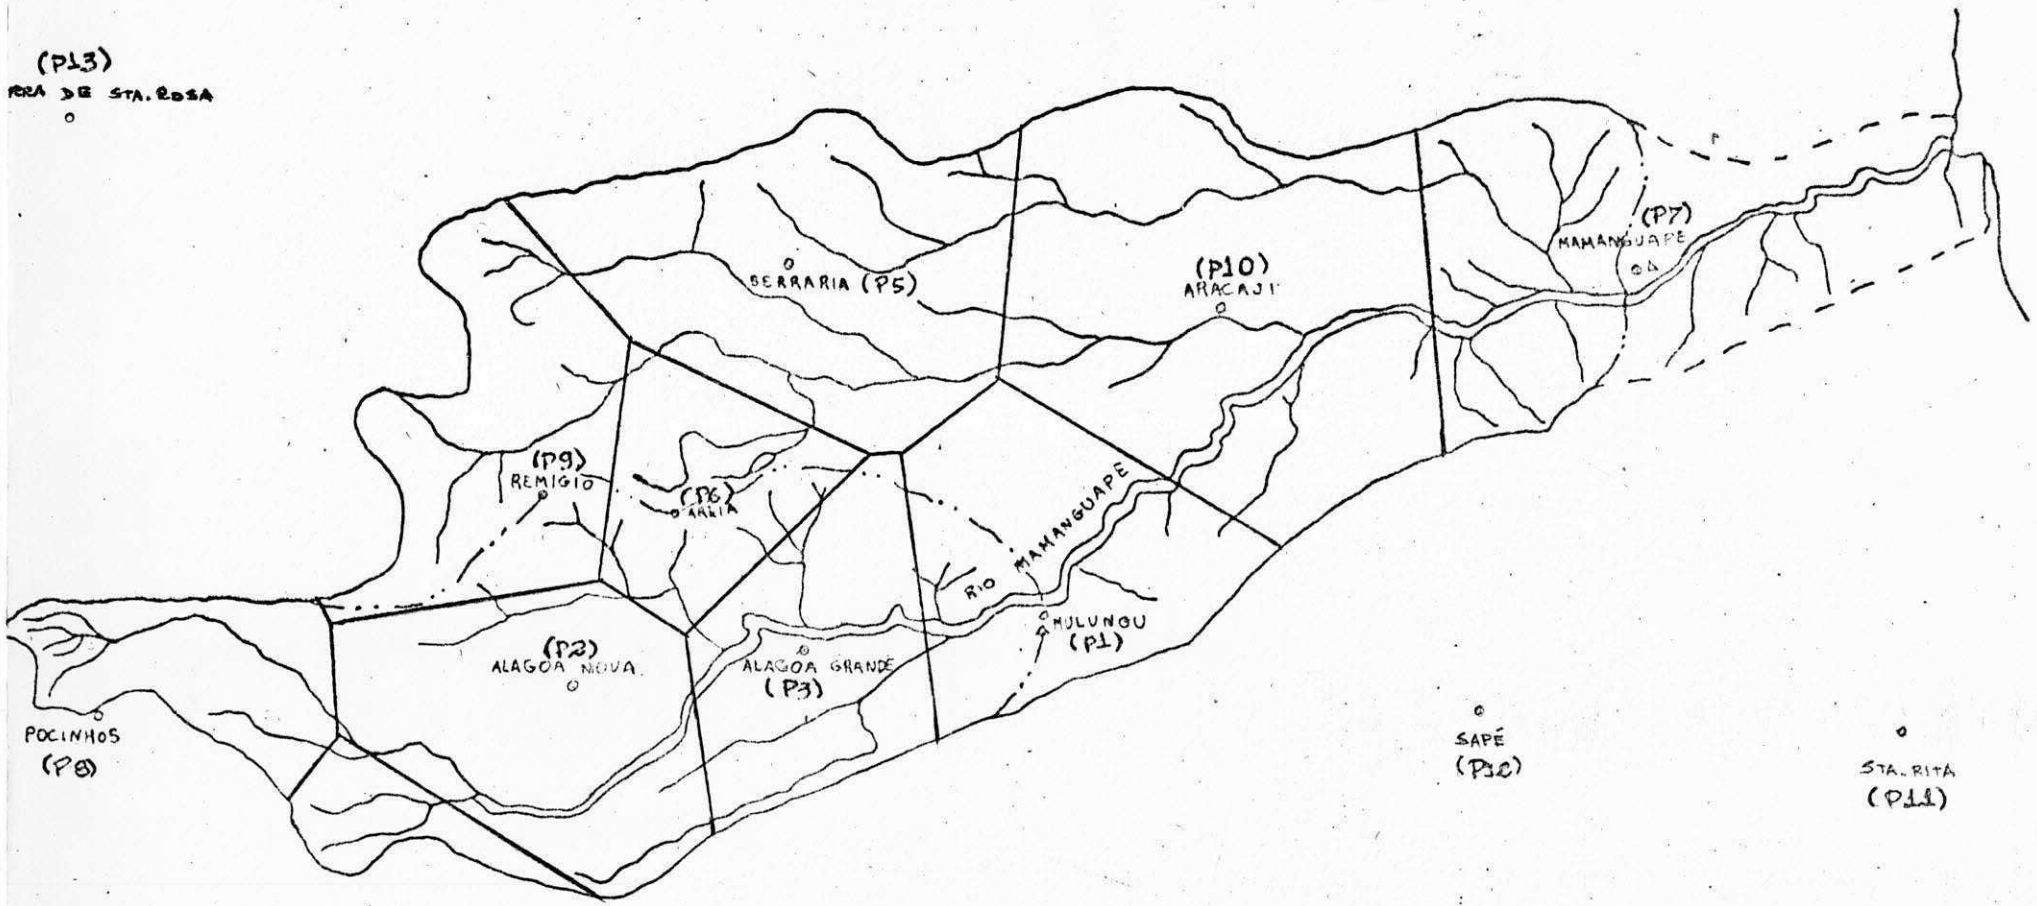 (P13)
RRA DE STA. ROSA
(P7)
MAMANGUAPE
(P10)
ARACAJI
SERRARIA (P5)
(P9)
REMIGIO
(P6)
RIO MAMANGUAPE
MULUNGU
(P1)
(P2)
ALAGOA NOVA
ALAGOA GRANDE
(P3)
POCINHOS
(P8)
SAPÉ
(P12)
STA. RITA
(P11)